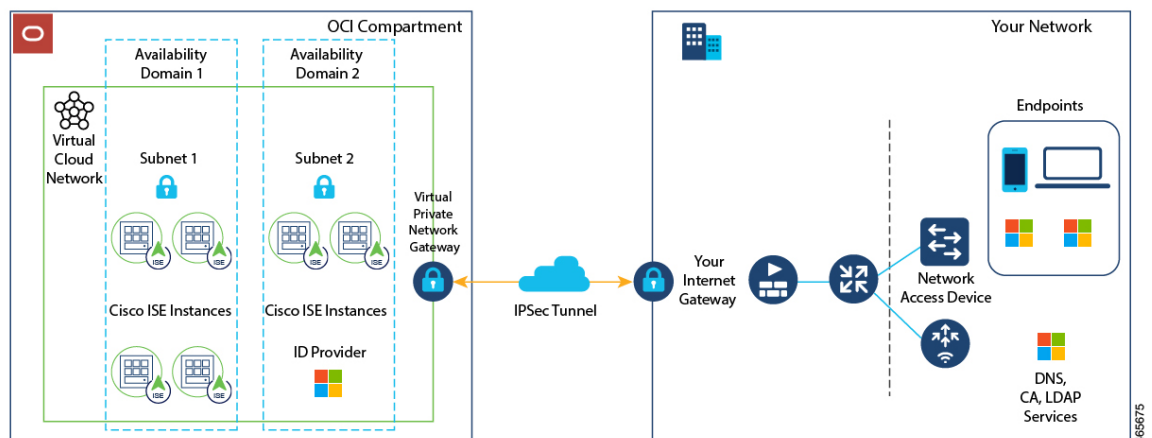 OCI Compartment
Your Network
Availability
Domain 1
Availability
Domain 2
Virtual
Cloud
Network
Subnet 1
Subnet 2
ISE
ISE
ISE
ISE
Cisco ISE Instances
Cisco ISE Instances
ISE
ISE
ID Provider
Virtual
Private
Network
Gateway
IPSec Tunnel
Your
Internet
Gateway
Network
Access Device
Endpoints
DNS,
CA, LDAP
Services